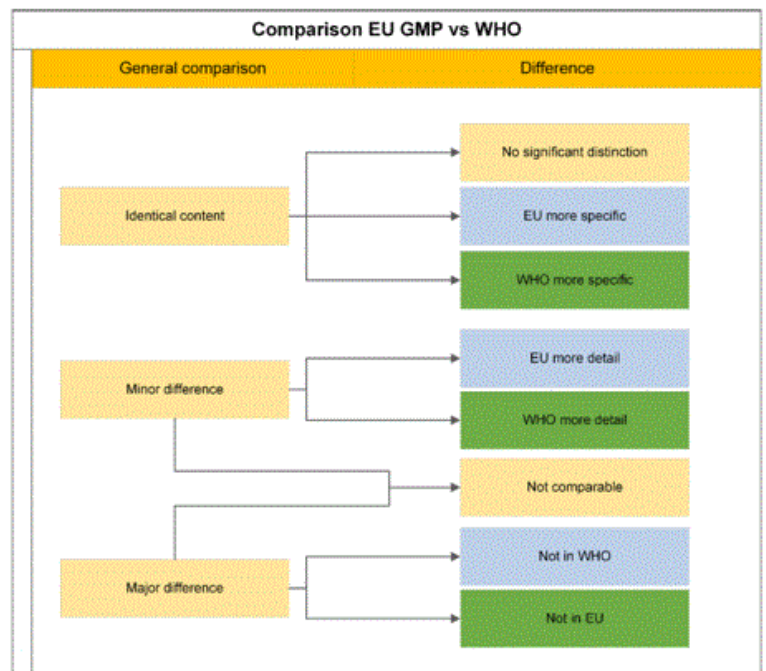 Comparison EU GMP vs WHO
General comparison
Difference
No significant distinction
Identical content
EU more specific
WHO more specific
EU more detail
Minor difference
WHO more detail
Not comparable
Not in WHO
Major difference
Not in EU